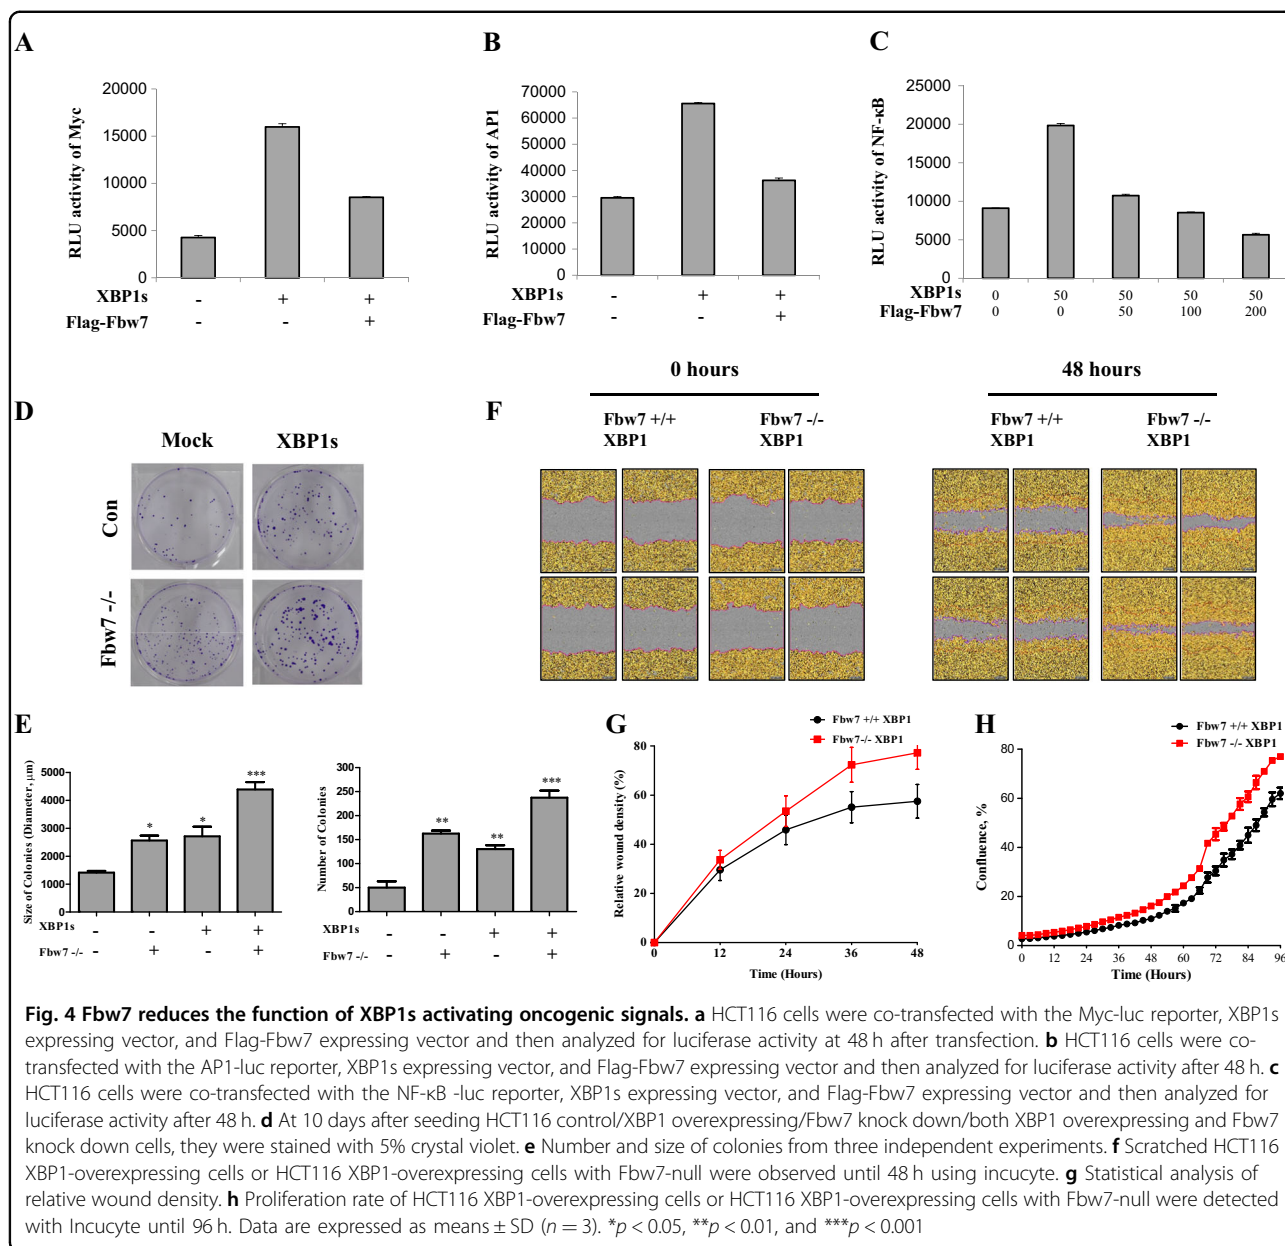 A
RLU activity of Myc
20000
15000
10000
5000
0
XBP1s - + +
Flag-Fbw7 - - +
B
RLU activity of AP1
70000
60000
50000
40000
30000
20000
10000
0
XBP1s - + +
Flag-Fbw7 - - +
C
RLU activity of NF-κB
25000
20000
15000
10000
5000
0
XBP1s 0 50 50 50 50
Flag-Fbw7 0 0 50 100 200
D
Mock XBP1s
Con
Fbw7 -/-
F
0 hours 48 hours
Fbw7 +/+ Fbw7 -/- Fbw7 +/+ Fbw7 -/-
XBP1 XBP1 XBP1 XBP1
E
Size of Colonies (Diameter, μm)
5000
4000
3000
2000
1000
0
* * ***
XBP1s - - + +
Fbw7 -/- - + - +
Number of Colonies
300
250
200
150
100
50
0
** ** ***
XBP1s - - + +
Fbw7 -/- - + - +
G
Fbw7 +/+ XBP1
Fbw7-/- XBP1
Relative wound density (%)
80
60
40
20
0
0 12 24 36 48
Time (Hours)
H
Fbw7 +/+ XBP1
Fbw7 -/- XBP1
Confluence, %
80
60
40
20
0
0 12 24 36 48 60 72 84 96
Time (Hours)
Fig. 4 Fbw7 reduces the function of XBP1s activating oncogenic signals. a HCT116 cells were co-transfected with the Myc-luc reporter, XBP1s
expressing vector, and Flag-Fbw7 expressing vector and then analyzed for luciferase activity at 48 h after transfection. b HCT116 cells were co-
transfected with the AP1-luc reporter, XBP1s expressing vector, and Flag-Fbw7 expressing vector and then analyzed for luciferase activity after 48 h. c
HCT116 cells were co-transfected with the NF-κB -luc reporter, XBP1s expressing vector, and Flag-Fbw7 expressing vector and then analyzed for
luciferase activity after 48 h. d At 10 days after seeding HCT116 control/XBP1 overexpressing/Fbw7 knock down/both XBP1 overexpressing and Fbw7
knock down cells, they were stained with 5% crystal violet. e Number and size of colonies from three independent experiments. f Scratched HCT116
XBP1-overexpressing cells or HCT116 XBP1-overexpressing cells with Fbw7-null were observed until 48 h using incucyte. g Statistical analysis of
relative wound density. h Proliferation rate of HCT116 XBP1-overexpressing cells or HCT116 XBP1-overexpressing cells with Fbw7-null were detected
with Incucyte until 96 h. Data are expressed as means ± SD (n = 3). *p < 0.05, **p < 0.01, and ***p < 0.001